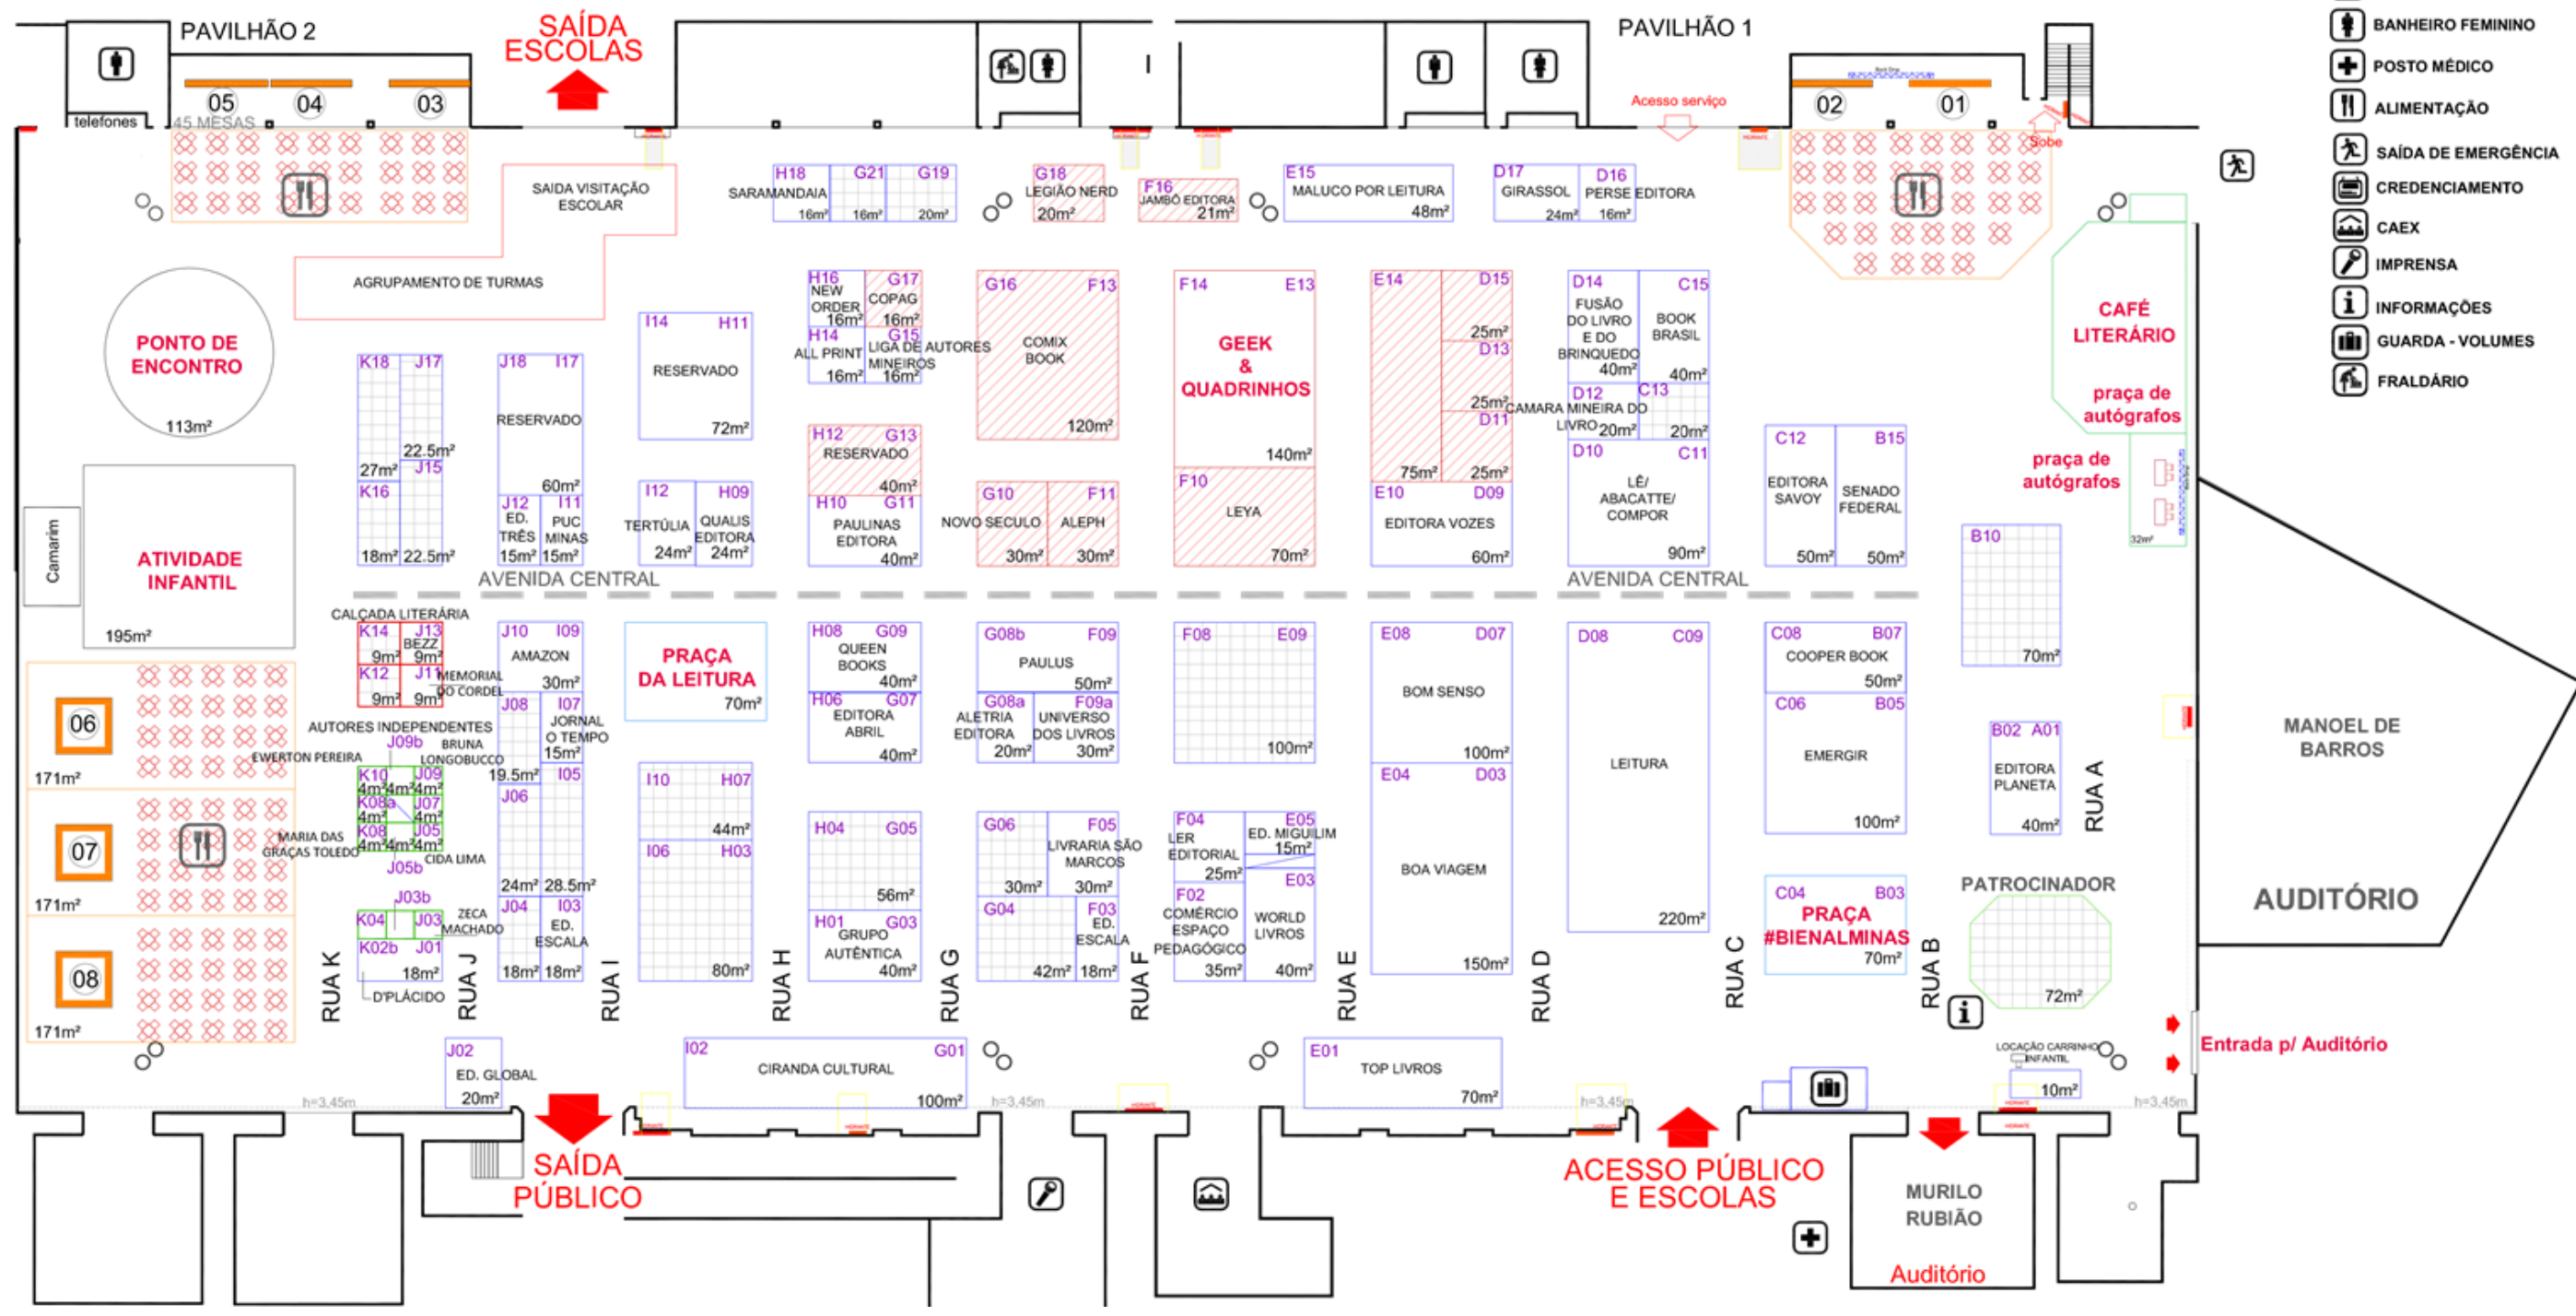 PAVILHÃO 2
SAÍDA
ESCOLAS
PAVILHÃO 1
BANHEIRO FEMININO
POSTO MÉDICO
ALIMENTAÇÃO
SAÍDA DE EMERGÊNCIA
CREDENCIAMENTO
CAEX
IMPRENSA
INFORMAÇÕES
GUARDA - VOLUMES
FRALDÁRIO
telefones
05
04
03
45 MESAS
Acesso serviço
02
01
Sobe
SAIDA VISITAÇÃO
ESCOLAR
AGRUPAMENTO DE TURMAS
H18
SARAMANDAIA
16m²
G21
16m²
G19
20m²
G18
LEGIÃO NERD
20m²
F16
JAMBÔ EDITORA
21m²
E15
MALUCO POR LEITURA
48m²
D17
GIRASSOL
24m²
D16
PERSE EDITORA
16m²
PONTO DE
ENCONTRO
113m²
K18
27m²
J17
22.5m²
K16
18m²
J15
22.5m²
J18 I17
RESERVADO
60m²
J12
ED.
TRÊS
15m²
I11
PUC
MINAS
15m²
I14 H11
RESERVADO
72m²
I12
TERTÚLIA
24m²
H09
QUALIS
EDITORA
24m²
H16
NEW
ORDER
16m²
G17
COPAG
16m²
H14
ALL PRINT
16m²
G15
LIGA DE AUTORES
MINEIROS
16m²
H12 G13
RESERVADO
40m²
H10 G11
PAULINAS
EDITORA
40m²
G16 F13
COMIX
BOOK
120m²
G10
NOVO SECULO
30m²
F11
ALEPH
30m²
F14 E13
GEEK
&
QUADRINHOS
140m²
F10
LEYA
70m²
E14
75m²
D15
25m²
D13
25m²
D11
25m²
E10 D09
EDITORA VOZES
60m²
D14
FUSÃO
DO LIVRO
E DO
BRINQUEDO
40m²
C15
BOOK
BRASIL
40m²
D12
CAMARA MINEIRA DO
LIVRO
20m²
C13
20m²
D10 C11
LÊ/
ABACATTE/
COMPOR
90m²
C12
EDITORA
SAVOY
50m²
B15
SENADO
FEDERAL
50m²
B10
70m²
CAFÉ
LITERÁRIO
praça de
autógrafos
praça de
autógrafos
32m²
Camarim
ATIVIDADE
INFANTIL
195m²
AVENIDA CENTRAL
AVENIDA CENTRAL
CALÇADA LITERÁRIA
K14
9m²
J13
BEZZ
9m²
K12
9m²
J11
9m²
MEMORIAL
DO CORDEL
AUTORES INDEPENDENTES
J09b
BRUNA
LONGOBUCCO
EWERTON PEREIRA
K10
4m²
4m²
J09
4m²
K08a
4m²
J07
4m²
K08
4m²
4m²
J05
4m²
MARIA DAS
GRAÇAS TOLEDO
CIDA LIMA
J05b
J03b
K04
J03
ZECA
MACHADO
K02b J01
18m²
D'PLÁCIDO
06
171m²
07
171m²
08
171m²
J10 I09
AMAZON
30m²
J08
19.5m²
I07
JORNAL
O TEMPO
15m²
J06
24m²
I05
28.5m²
J04
18m²
I03
ED.
ESCALA
18m²
PRAÇA
DA LEITURA
70m²
I10 H07
44m²
I06 H03
80m²
H08 G09
QUEEN
BOOKS
40m²
H06 G07
EDITORA
ABRIL
40m²
H04 G05
56m²
H01 G03
GRUPO
AUTÊNTICA
40m²
G08b F09
PAULUS
50m²
G08a
ALETRIA
EDITORA
20m²
F09a
UNIVERSO
DOS LIVROS
30m²
G06
30m²
F05
LIVRARIA SÃO
MARCOS
30m²
G04
42m²
F03
ED.
ESCALA
18m²
F08 E09
100m²
F04
LER
EDITORIAL
25m²
E05
ED. MIGUILIM
15m²
F02
COMÉRCIO
ESPAÇO
PEDAGÓGICO
35m²
E03
WORLD
LIVROS
40m²
E08 D07
BOM SENSO
100m²
E04 D03
BOA VIAGEM
150m²
D08 C09
LEITURA
220m²
C08 B07
COOPER BOOK
50m²
C06 B05
EMERGIR
100m²
C04 B03
PRAÇA
#BIENALMINAS
70m²
B02 A01
EDITORA
PLANETA
40m²
PATROCINADOR
72m²
RUA K
RUA J
RUA I
RUA H
RUA G
RUA F
RUA E
RUA D
RUA C
RUA B
RUA A
MANOEL DE
BARROS
AUDITÓRIO
Entrada p/ Auditório
LOCAÇÃO CARRINHO
INFANTIL
10m²
J02
ED. GLOBAL
20m²
I02 G01
CIRANDA CULTURAL
100m²
E01
TOP LIVROS
70m²
h=3,45m
h=3,45m
h=3,45m
h=3,45m
SAÍDA
PÚBLICO
ACESSO PÚBLICO
E ESCOLAS
MURILO
RUBIÃO
Auditório